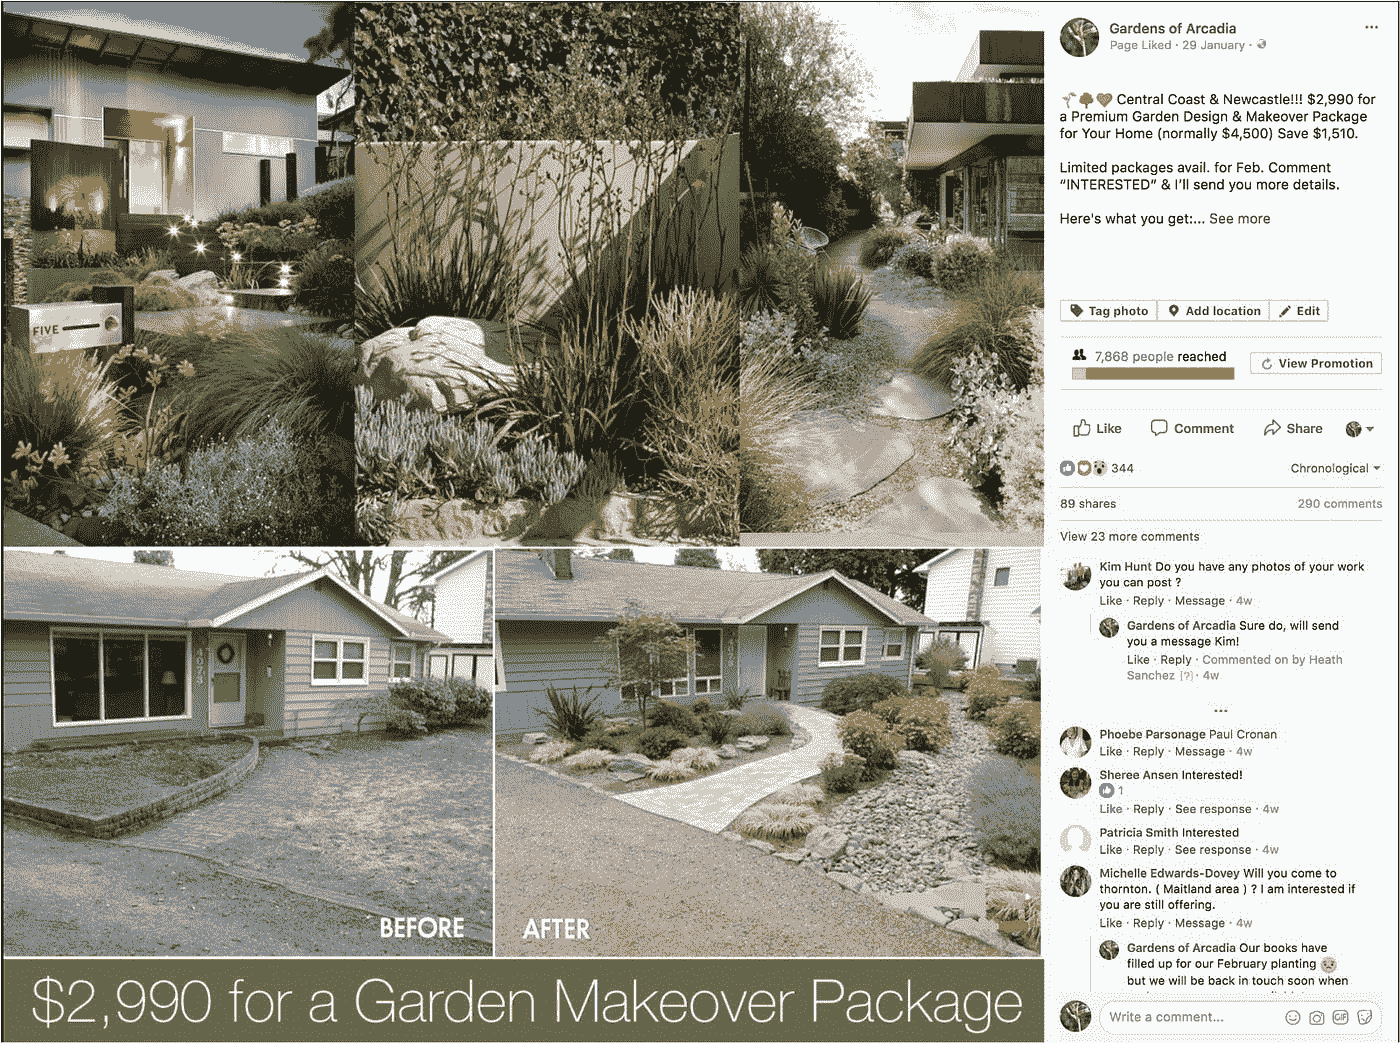 FIVE
4073
BEFORE
AFTER
$2,990 for a Garden Makeover Package
Gardens of Arcadia
Page Liked · 29 January ·
Central Coast & Newcastle!!! $2,990 for
a Premium Garden Design & Makeover Package
for Your Home (normally $4,500) Save $1,510.
Limited packages avail. for Feb. Comment
“INTERESTED” & I’ll send you more details.
Here's what you get:... See more
Tag photo
Add location
Edit
7,868 people reached
View Promotion
Like
Comment
Share
344
Chronological
89 shares
290 comments
View 23 more comments
Kim Hunt Do you have any photos of your work
you can post ?
Like · Reply · Message · 4w
Gardens of Arcadia Sure do, will send
you a message Kim!
Like · Reply · Commented on by Heath
Sanchez [?] · 4w
Phoebe Parsonage Paul Cronan
Like · Reply · Message · 4w
Sheree Ansen Interested!
1
Like · Reply · See response · 4w
Patricia Smith Interested
Like · Reply · See response · 4w
Michelle Edwards-Dovey Will you come to
thornton. ( Maitland area ) ? I am interested if
you are still offering.
Like · Reply · Message · 4w
Gardens of Arcadia Our books have
filled up for our February planting
but we will be back in touch soon when
Write a comment...
GIF